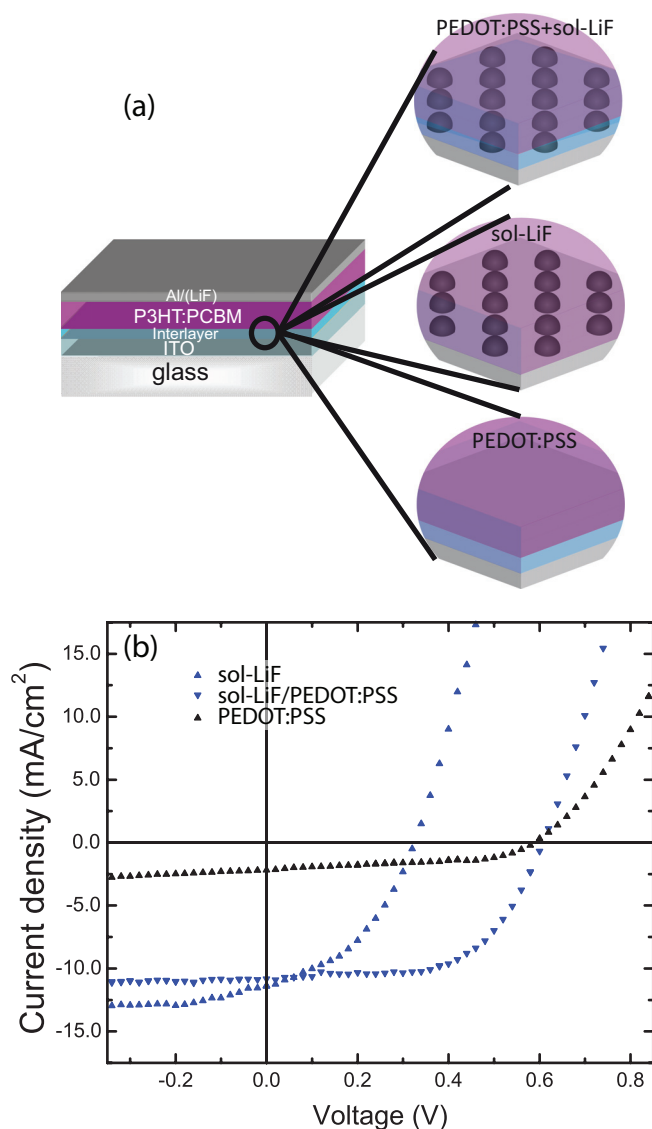 (a)
PEDOT:PSS+sol-LiF
sol-LiF
PEDOT:PSS
Al/(LiF)
P3HT:PCBM
Interlayer
ITO
glass
(b)
sol-LiF
sol-LiF/PEDOT:PSS
PEDOT:PSS
Current density (mA/cm²)
15.0
10.0
5.0
0.0
-5.0
-10.0
-15.0
-0.2 0.0 0.2 0.4 0.6 0.8
Voltage (V)